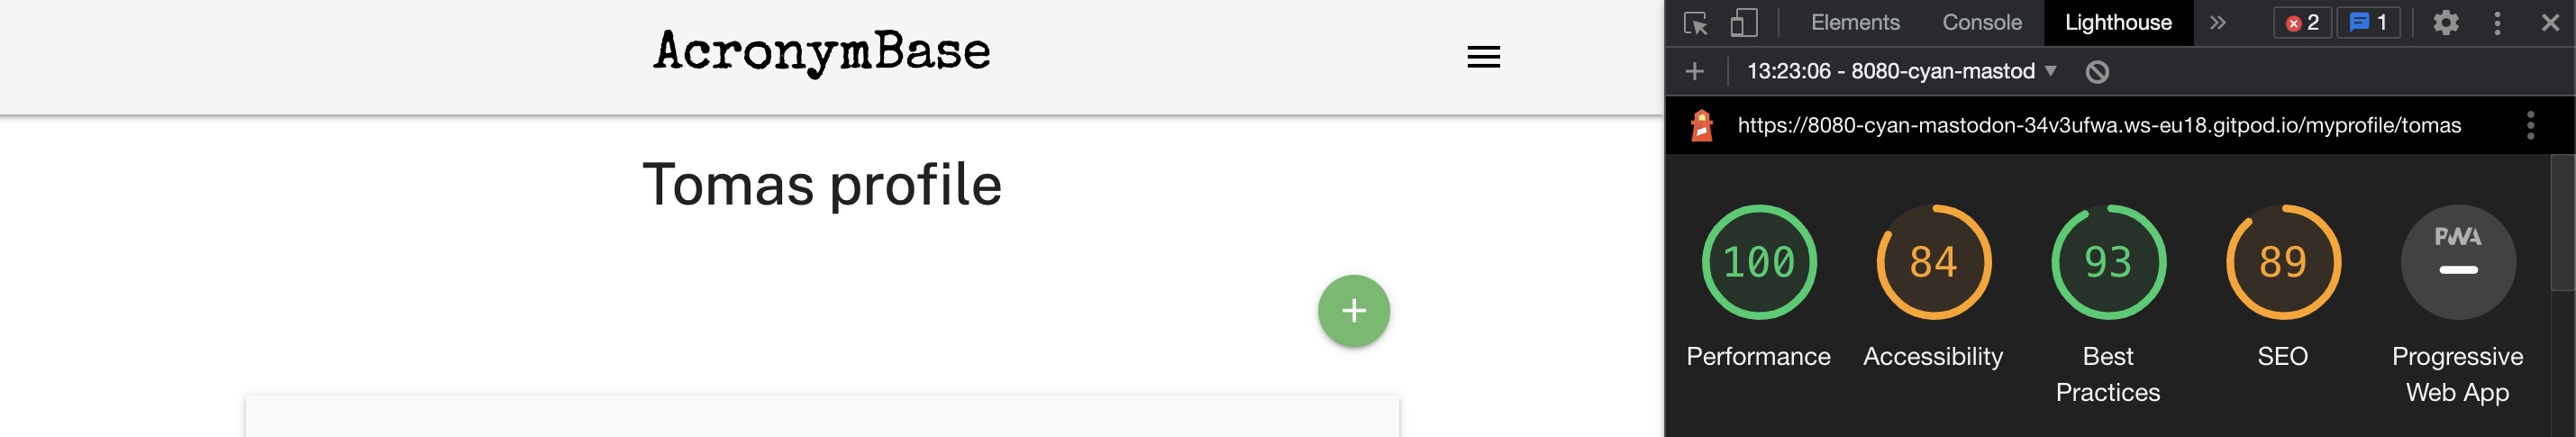 AcronymBase
Tomas profile
Elements Console Lighthouse 2 1
13:23:06 - 8080-cyan-mastod
https://8080-cyan-mastodon-34v3ufwa.ws-eu18.gitpod.io/myprofile/tomas
100 84 93 89 PWA
Performance Accessibility Best Practices SEO Progressive Web App